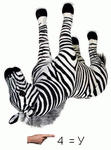 4 = У